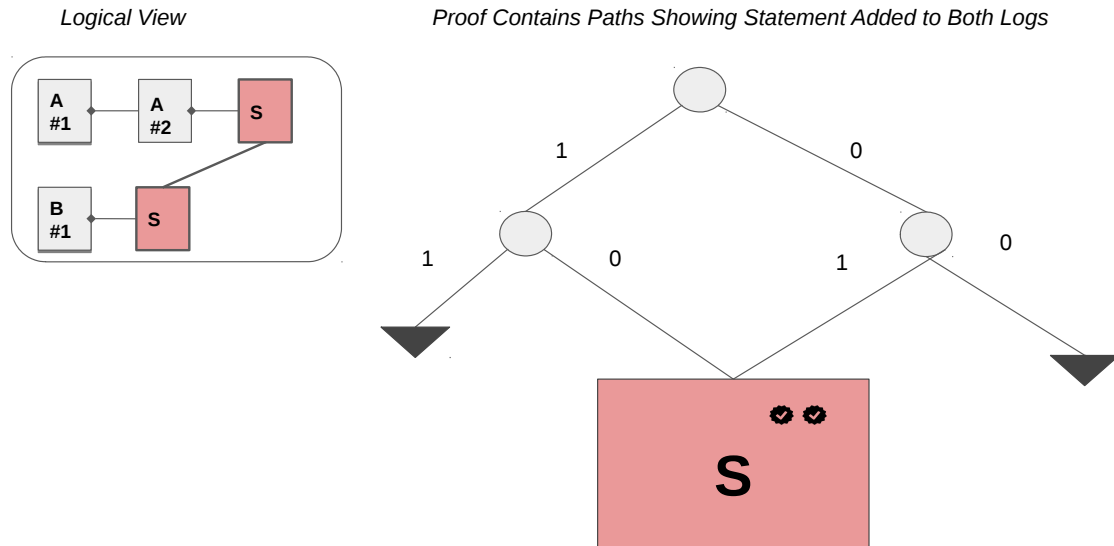 Logical View
Proof Contains Paths Showing Statement Added to Both Logs
A
#1
A
#2
S
B
#1
S
1
0
1
0
1
0
S